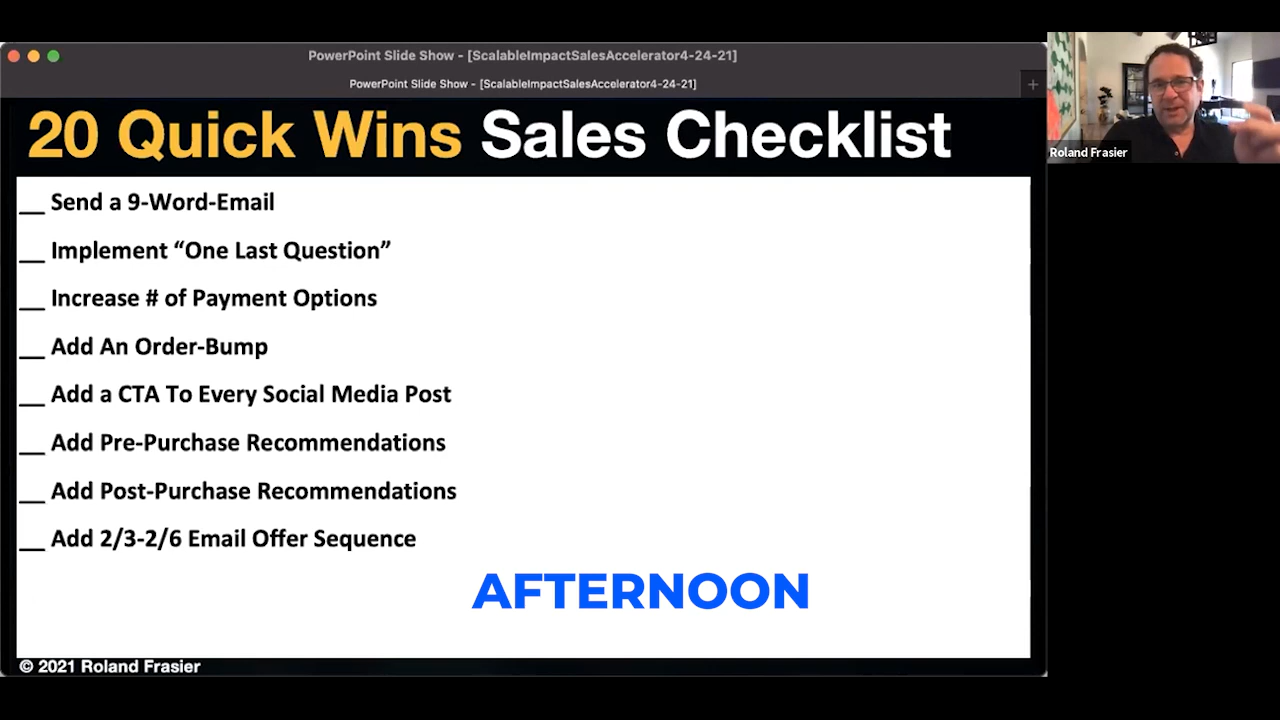 PowerPoint Slide Show - [ScalableImpactSalesAccelerator4-24-21]
PowerPoint Slide Show - [ScalableImpactSalesAccelerator4-24-21]
+
20 Quick Wins Sales Checklist
__ Send a 9-Word-Email
__ Implement “One Last Question”
__ Increase # of Payment Options
__ Add An Order-Bump
__ Add a CTA To Every Social Media Post
__ Add Pre-Purchase Recommendations
__ Add Post-Purchase Recommendations
__ Add 2/3-2/6 Email Offer Sequence
AFTERNOON
© 2021 Roland Frasier
Roland Frasier